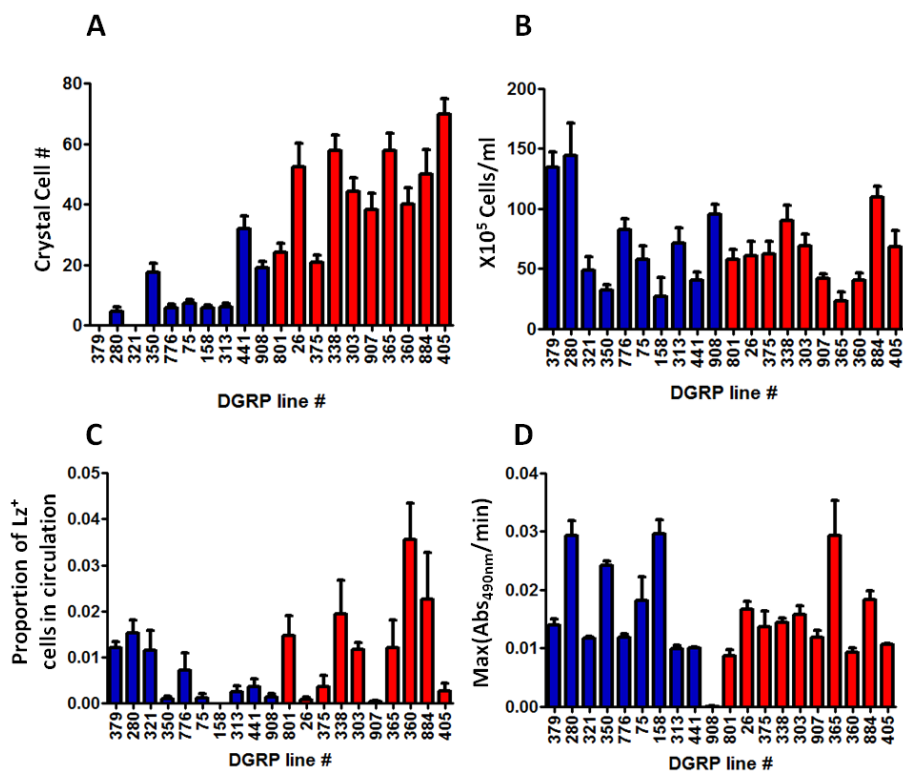 A
Crystal Cell #
80
60
40
20
0
379 280 321 350 776 75 158 313 441 908 801 26 375 338 303 907 365 360 884 405
DGRP line #
B
X10⁵ Cells/ml
200
150
100
50
0
379 280 321 350 776 75 158 313 441 908 801 26 375 338 303 907 365 360 884 405
DGRP line #
C
Proportion of Lz⁺
cells in circulation
0.05
0.04
0.03
0.02
0.01
0.00
379 280 321 350 776 75 158 313 441 908 801 26 375 338 303 907 365 360 884 405
DGRP line #
D
Max(Abs₄₉₀ₙₘ/min)
0.04
0.03
0.02
0.01
0.00
379 280 321 350 776 75 158 313 441 908 801 26 375 338 303 907 365 360 884 405
DGRP line #